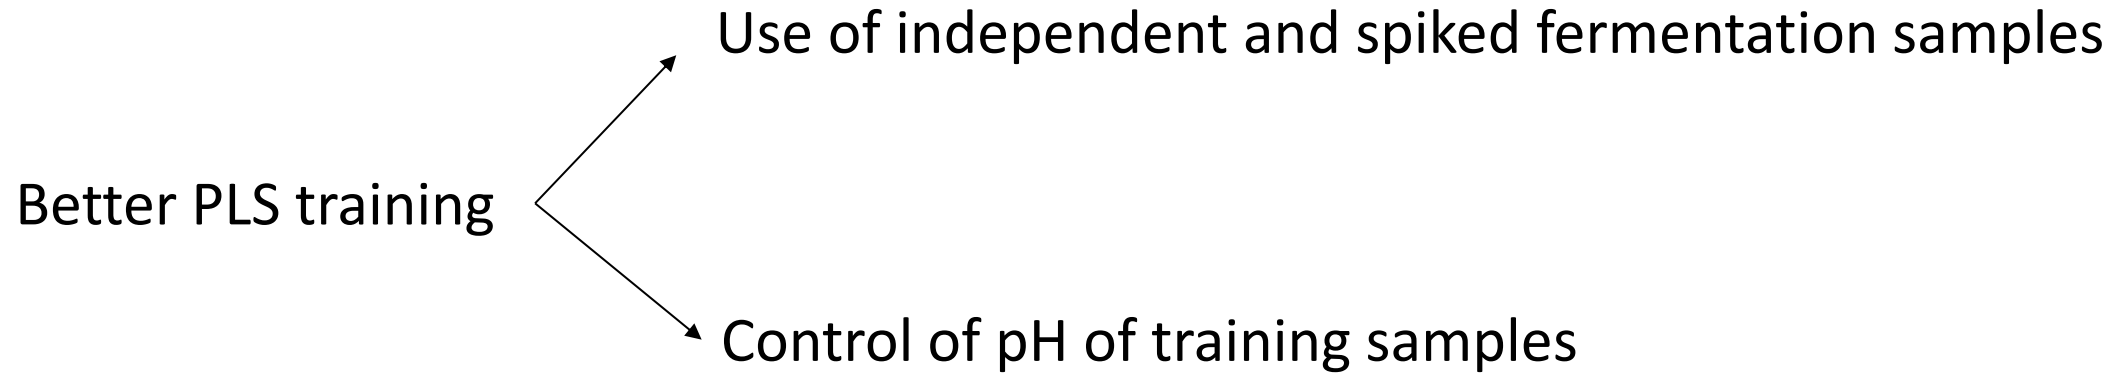 Use of independent and spiked fermentation samples
Better PLS training
Control of pH of training samples